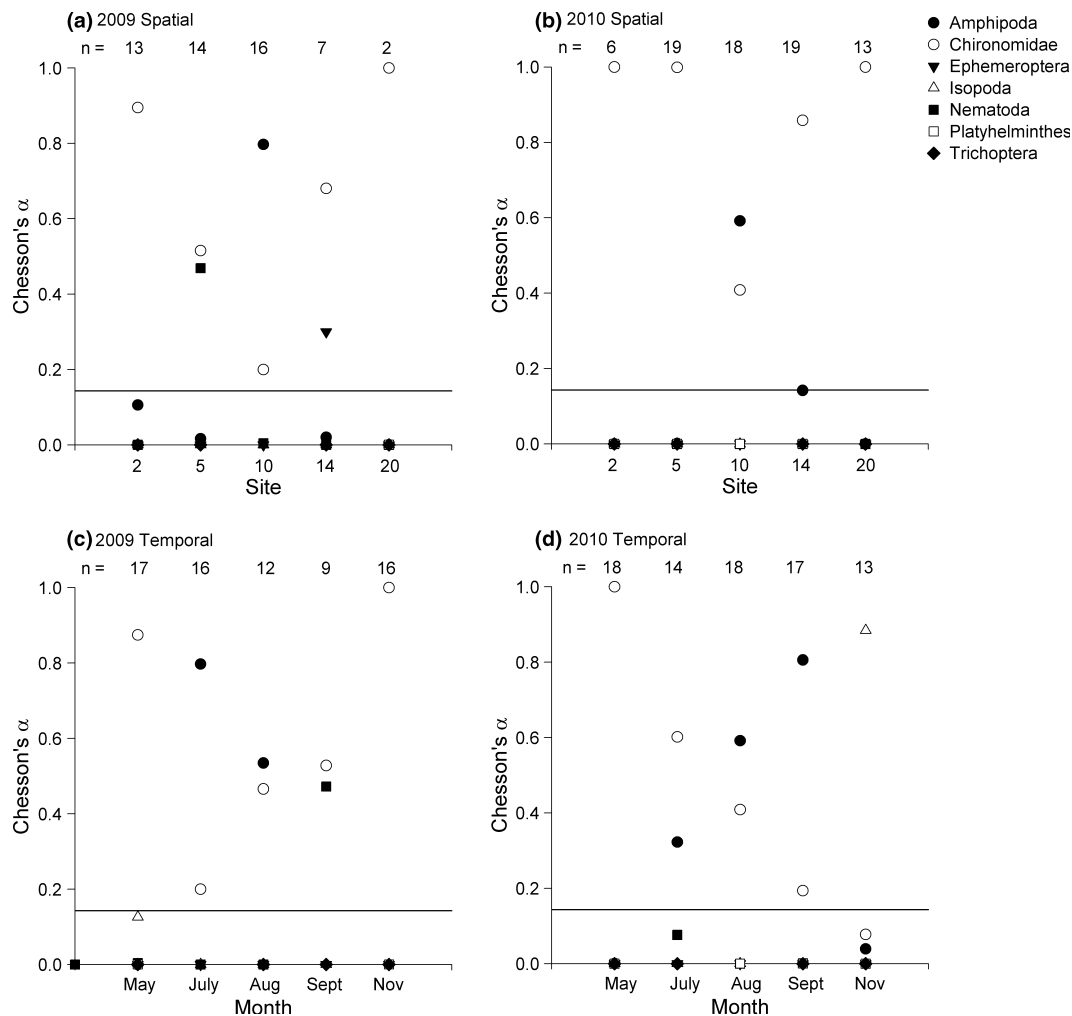 (a) 2009 Spatial
n = 13 14 16 7 2
1.0
0.8
0.6
0.4
0.2
0.0
Chesson's α
2 5 10 14 20
Site
(b) 2010 Spatial
n = 6 19 18 19 13
1.0
0.8
0.6
0.4
0.2
0.0
Chesson's α
2 5 10 14 20
Site
Amphipoda
Chironomidae
Ephemeroptera
Isopoda
Nematoda
Platyhelminthes
Trichoptera
(c) 2009 Temporal
n = 17 16 12 9 16
1.0
0.8
0.6
0.4
0.2
0.0
Chesson's α
May July Aug Sept Nov
Month
(d) 2010 Temporal
n = 18 14 18 17 13
1.0
0.8
0.6
0.4
0.2
0.0
Chesson's α
May July Aug Sept Nov
Month